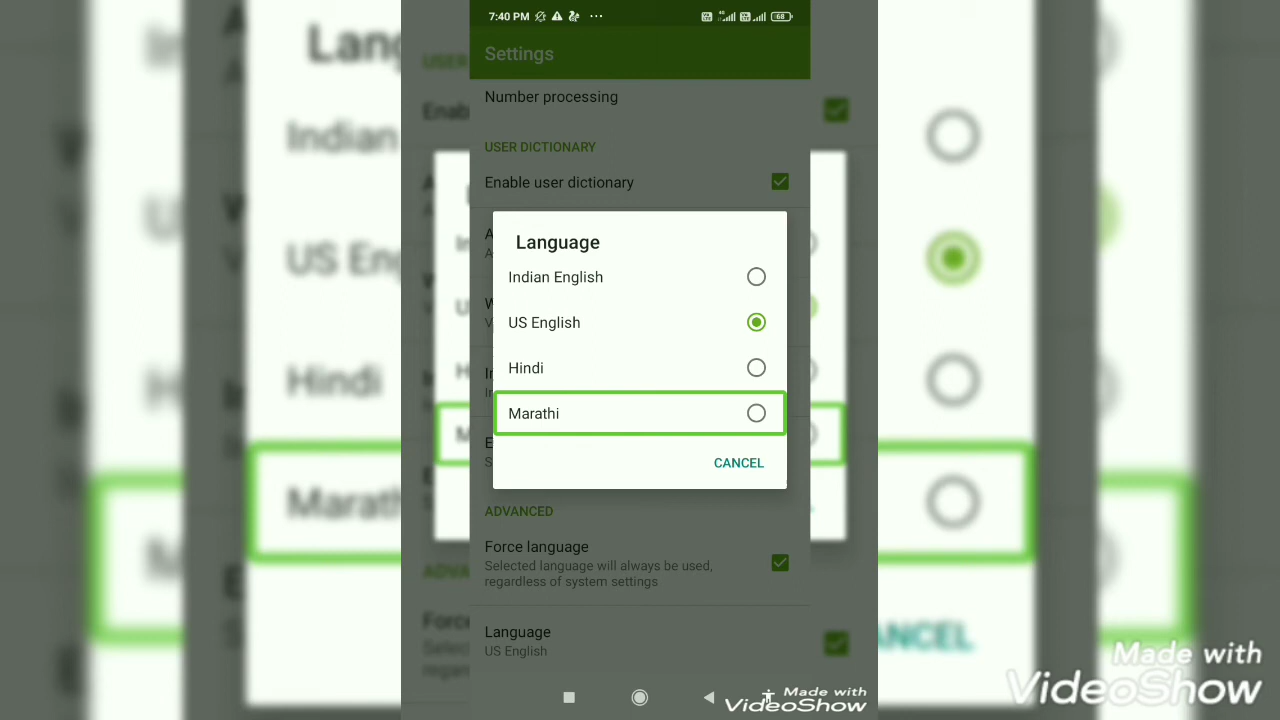 7:40 PM
Settings
Number processing
USER DICTIONARY
Enable user dictionary
Language
Indian English
US English
Hindi
Marathi
CANCEL
ADVANCED
Force language
Selected language will always be used,
regardless of system settings
Language
US English
Made with
VideoShow
Made with
VideoShow